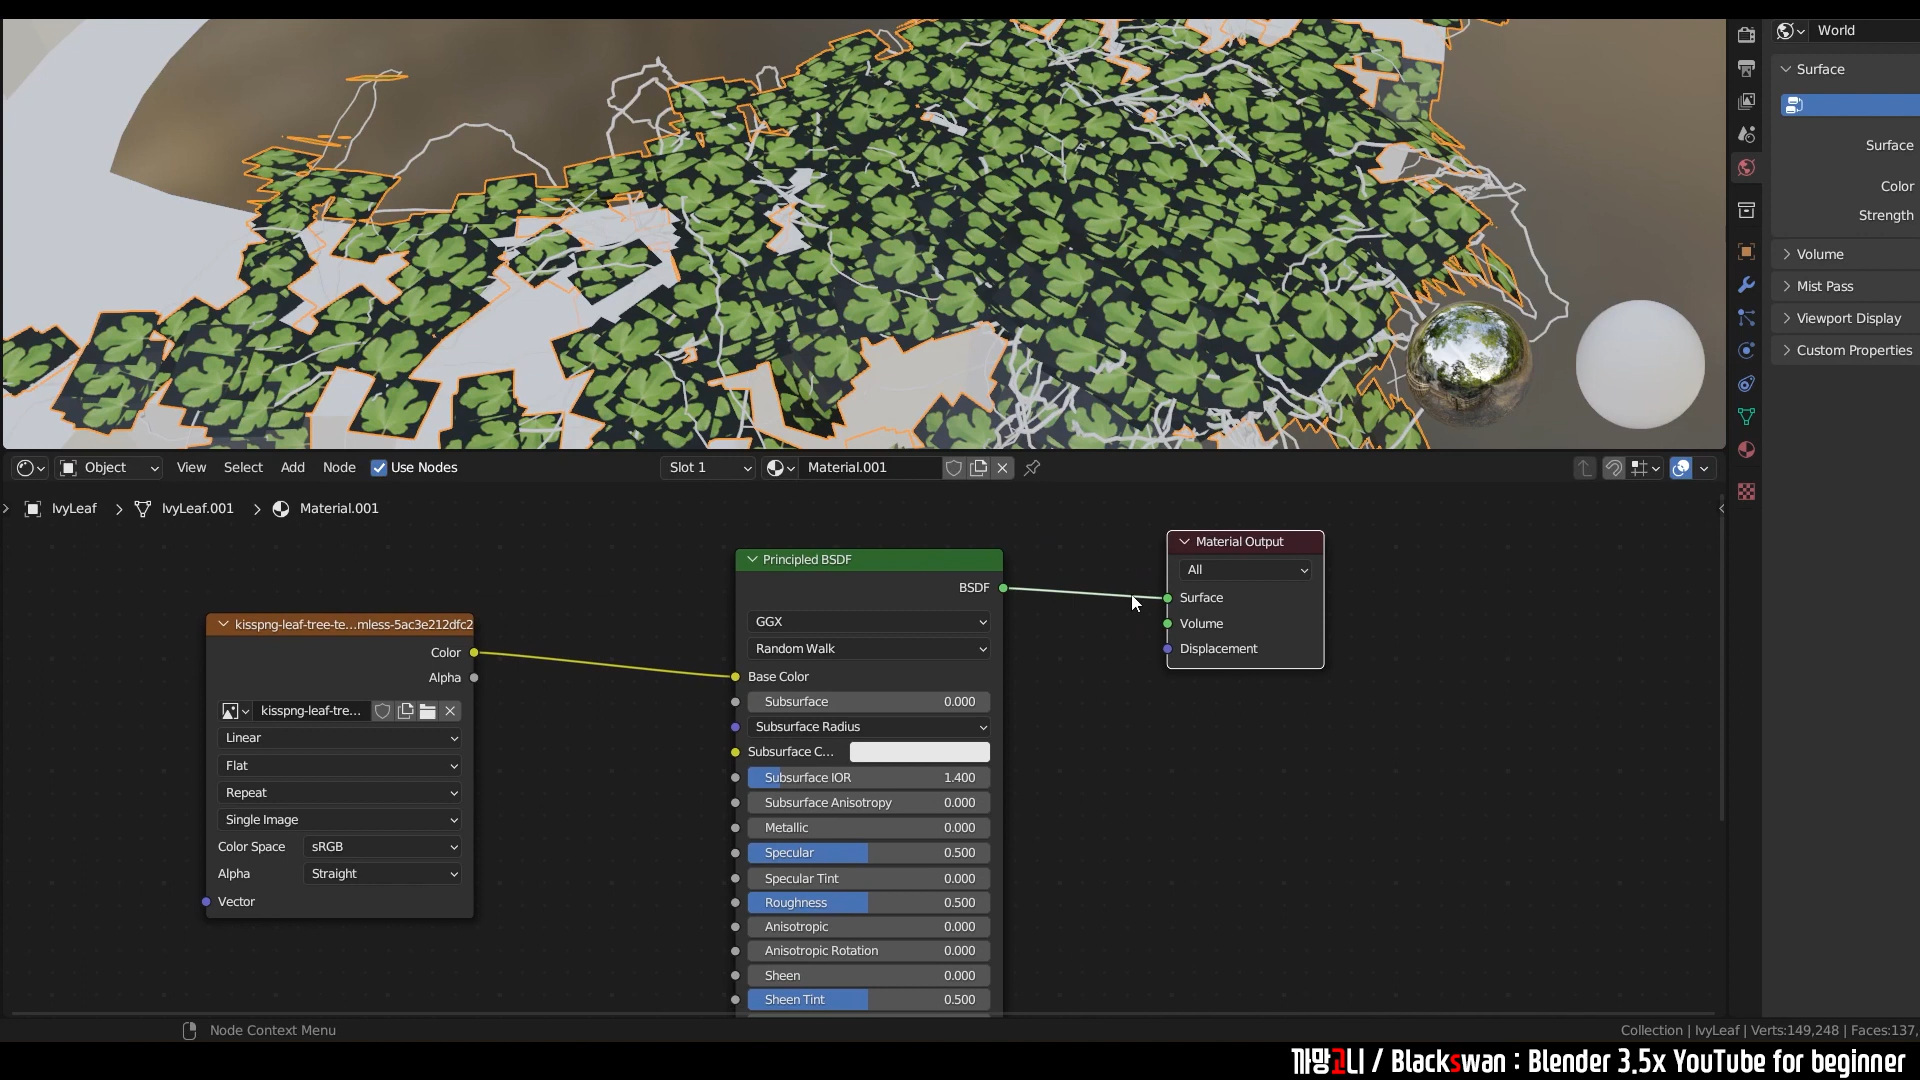 World
Surface
Surface
Color
Strength
Volume
Mist Pass
Viewport Display
Custom Properties
Object
View
Select
Add
Node
Use Nodes
Slot 1
Material.001
IvyLeaf
IvyLeaf.001
Material.001
kisspng-leaf-tree-te...mless-5ac3e212dfc2
Color
Alpha
kisspng-leaf-tre...
Linear
Flat
Repeat
Single Image
Color Space sRGB
Alpha Straight
Vector
Principled BSDF
BSDF
GGX
Random Walk
Base Color
Subsurface 0.000
Subsurface Radius
Subsurface C...
Subsurface IOR 1.400
Subsurface Anisotropy 0.000
Metallic 0.000
Specular 0.500
Specular Tint 0.000
Roughness 0.500
Anisotropic 0.000
Anisotropic Rotation 0.000
Sheen 0.000
Sheen Tint 0.500
Material Output
All
Surface
Volume
Displacement
Node Context Menu
Collection | IvyLeaf | Verts:149,248 | Faces:137,
까망고니 / Blackswan : Blender 3.5x YouTube for beginner